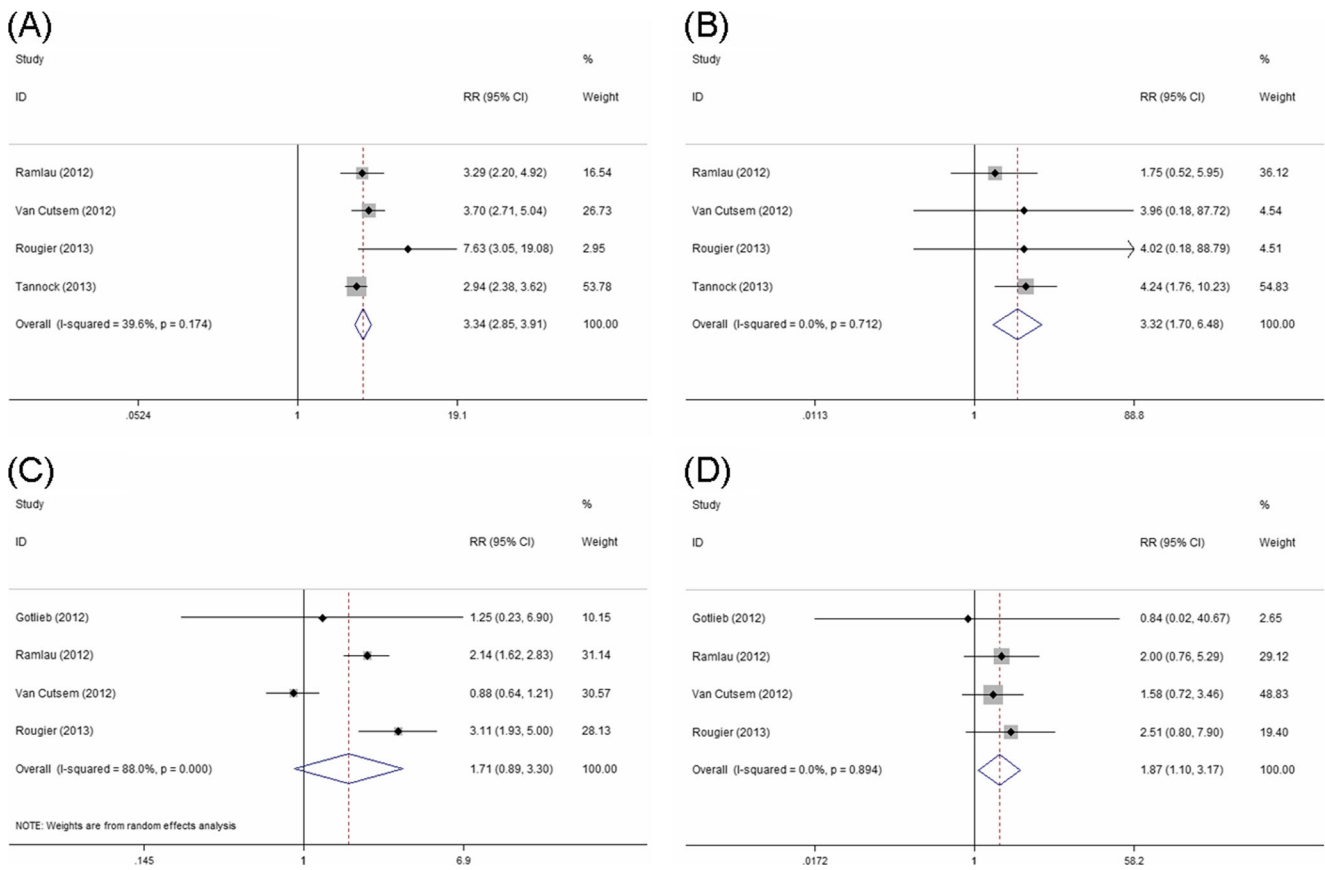 (A)
Study %
ID RR (95% CI) Weight
Ramlau (2012) 3.29 (2.20, 4.92) 16.54
Van Cutsem (2012) 3.70 (2.71, 5.04) 26.73
Rougier (2013) 7.63 (3.05, 19.08) 2.95
Tannock (2013) 2.94 (2.38, 3.62) 53.78
Overall (I-squared = 39.6%, p = 0.174) 3.34 (2.85, 3.91) 100.00
.0524 1 19.1
(B)
Study %
ID RR (95% CI) Weight
Ramlau (2012) 1.75 (0.52, 5.95) 36.12
Van Cutsem (2012) 3.96 (0.18, 87.72) 4.54
Rougier (2013) 4.02 (0.18, 88.79) 4.51
Tannock (2013) 4.24 (1.76, 10.23) 54.83
Overall (I-squared = 0.0%, p = 0.712) 3.32 (1.70, 6.48) 100.00
.0113 1 88.8
(C)
Study %
ID RR (95% CI) Weight
Gotlieb (2012) 1.25 (0.23, 6.90) 10.15
Ramlau (2012) 2.14 (1.62, 2.83) 31.14
Van Cutsem (2012) 0.88 (0.64, 1.21) 30.57
Rougier (2013) 3.11 (1.93, 5.00) 28.13
Overall (I-squared = 88.0%, p = 0.000) 1.71 (0.89, 3.30) 100.00
NOTE: Weights are from random effects analysis
.145 1 6.9
(D)
Study %
ID RR (95% CI) Weight
Gotlieb (2012) 0.84 (0.02, 40.67) 2.65
Ramlau (2012) 2.00 (0.76, 5.29) 29.12
Van Cutsem (2012) 1.58 (0.72, 3.46) 48.83
Rougier (2013) 2.51 (0.80, 7.90) 19.40
Overall (I-squared = 0.0%, p = 0.894) 1.87 (1.10, 3.17) 100.00
.0172 1 58.2